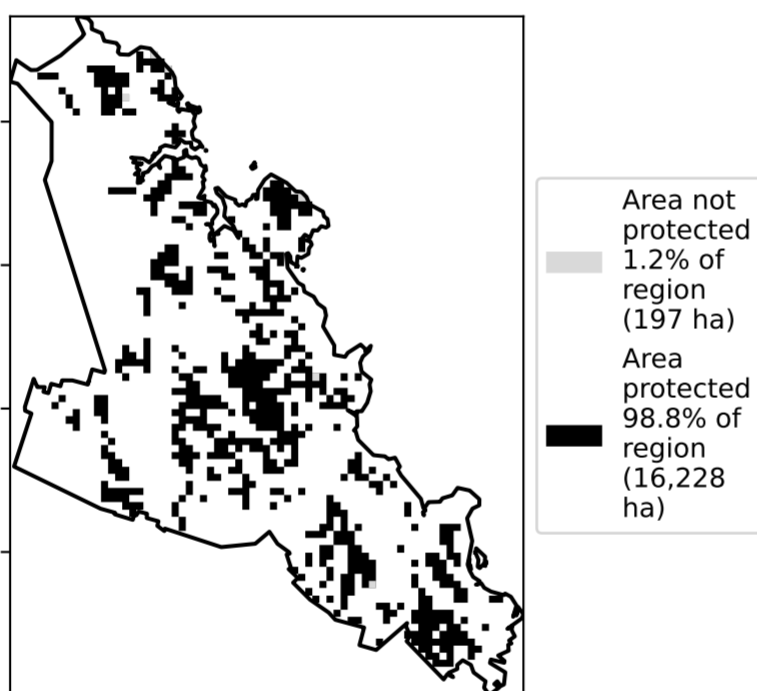 Area not
protected
1.2% of
region
(197 ha)
Area
protected
98.8% of
region
(16,228
ha)